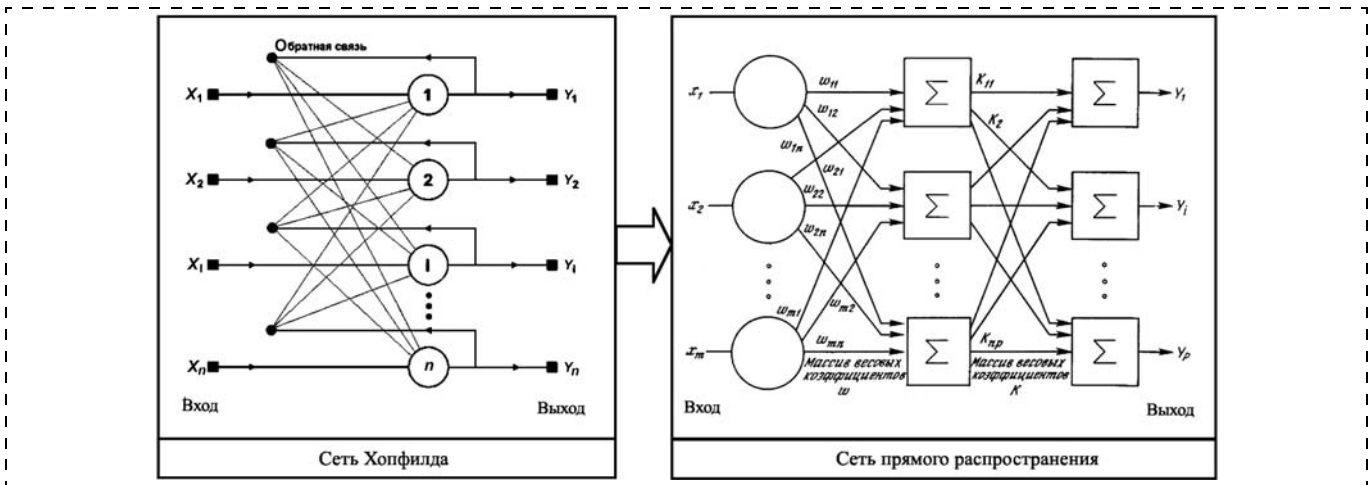 Обратная связь
X1
1
Y1
X2
2
Y2
Xi
i
Yi
Xn
n
Yn
Вход
Выход
Сеть Хопфилда
x1
w11
w12
w1n
Σ
K11
K2
Σ
Y1
x2
w21
w22
w2n
Σ
Σ
Yi
xm
wm1
wm2
wmn
Σ
Knp
Σ
Yp
Массив весовых
коэффициентов
w
Массив весовых
коэффициентов
K
Вход
Выход
Сеть прямого распространения